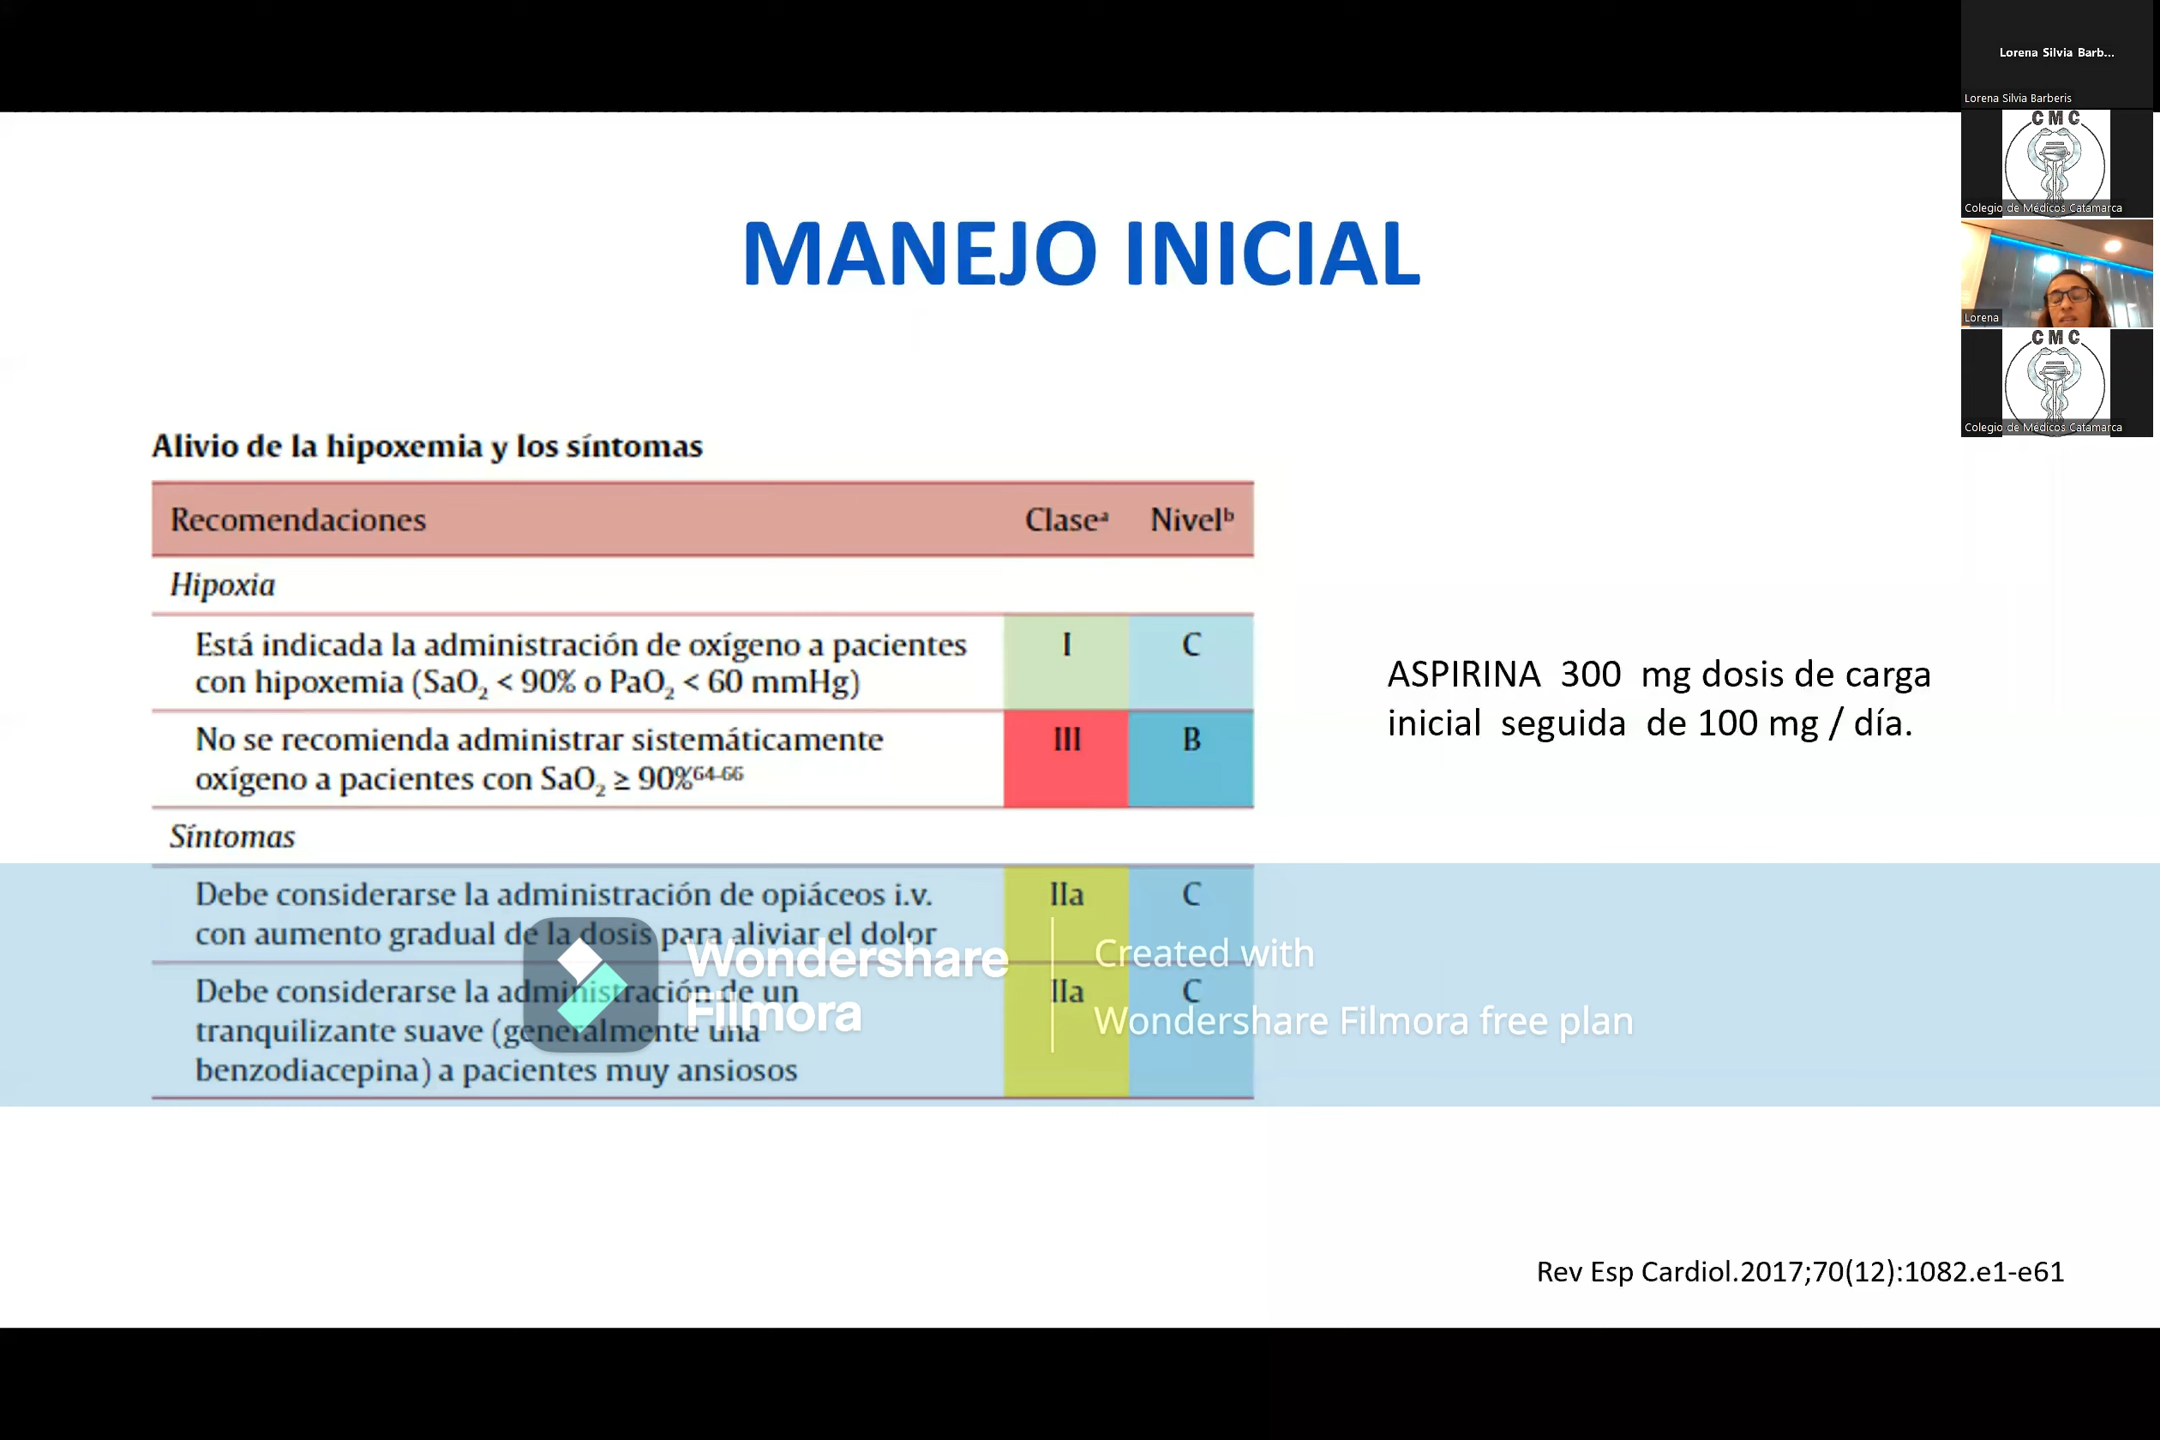 Lorena Silvia Barb...
Lorena Silvia Barberis
CMC
Colegio de Médicos Catamarca
Lorena
CMC
Colegio de Médicos Catamarca
MANEJO INICIAL
Alivio de la hipoxemia y los síntomas
Recomendaciones Claseᵃ Nivelᵇ
Hipoxia
Está indicada la administración de oxígeno a pacientes I C
con hipoxemia (SaO₂ < 90% o PaO₂ < 60 mmHg)
No se recomienda administrar sistemáticamente III B
oxígeno a pacientes con SaO₂ ≥ 90%⁶⁴⁻⁶⁶
Síntomas
Debe considerarse la administración de opiáceos i.v. IIa C
con aumento gradual de la dosis para aliviar el dolor
Debe considerarse la administración de un IIa C
tranquilizante suave (generalmente una
benzodiacepina) a pacientes muy ansiosos
ASPIRINA 300 mg dosis de carga
inicial seguida de 100 mg / día.
Wondershare
Filmora
Created with
Wondershare Filmora free plan
Rev Esp Cardiol.2017;70(12):1082.e1-e61